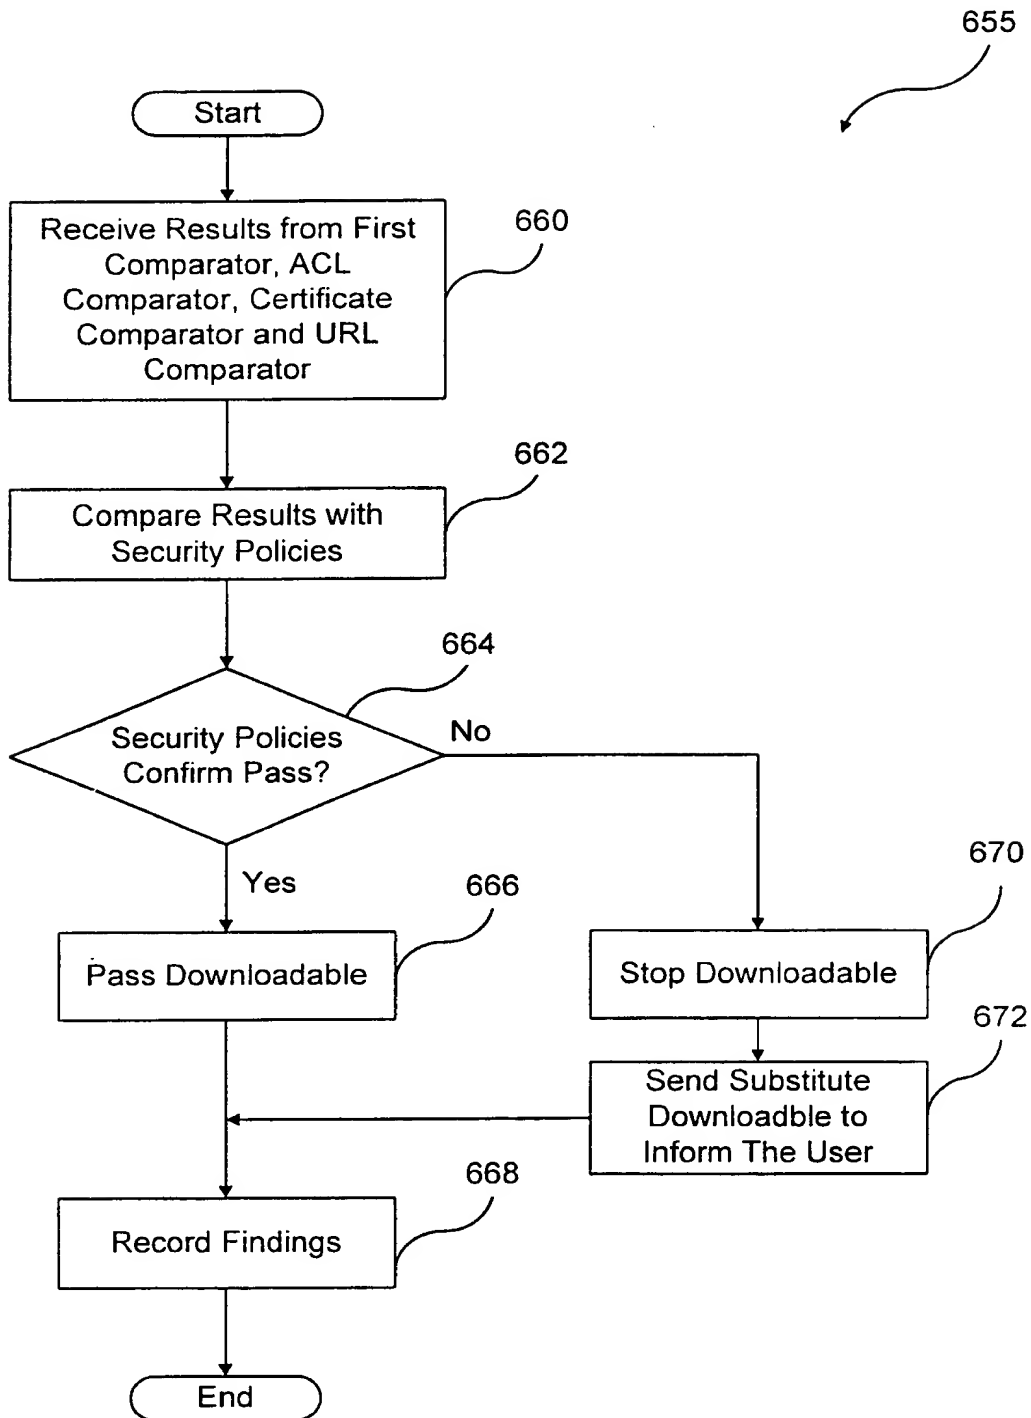 655
Start
Receive Results from First
Comparator, ACL
Comparator, Certificate
Comparator and URL
Comparator
660
662
Compare Results with
Security Policies
664
Security Policies
Confirm Pass?
No
Yes
666
Pass Downloadable
670
Stop Downloadable
672
Send Substitute
Downloadble to
Inform The User
668
Record Findings
End